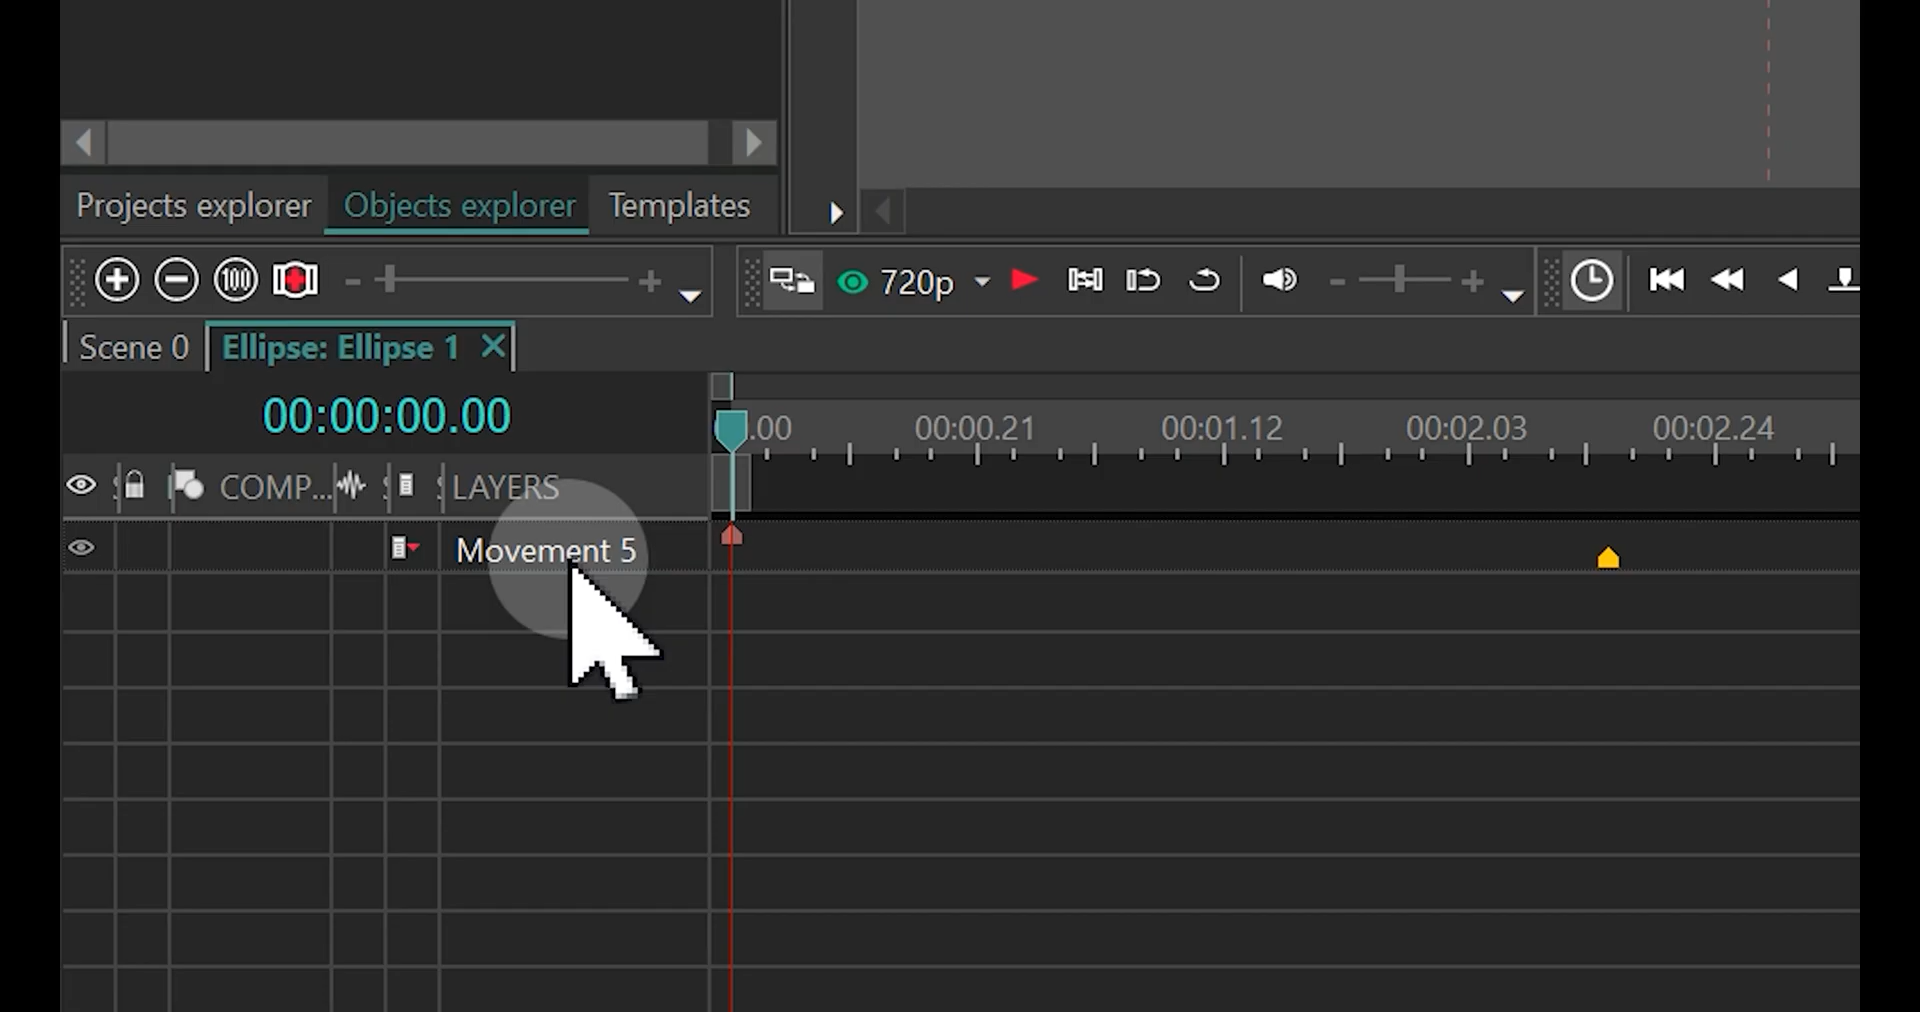 Projects explorer Objects explorer Templates
100 720p
Scene 0 Ellipse: Ellipse 1
00:00:00.00
.00 00:00.21 00:01.12 00:02.03 00:02.24
COMP... LAYERS
Movement 5